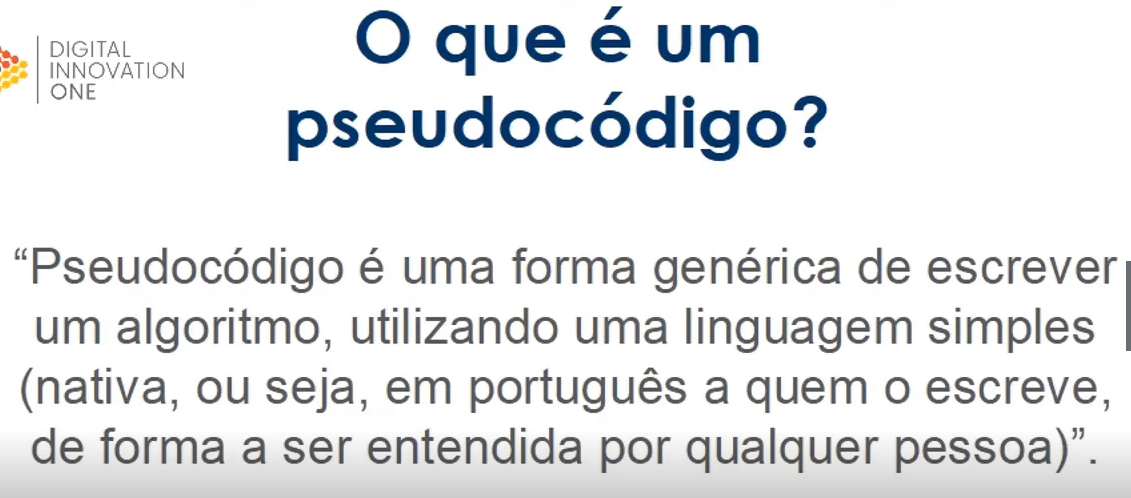 DIGITAL
INNOVATION
ONE
O que é um
pseudocódigo?
“Pseudocódigo é uma forma genérica de escrever
um algoritmo, utilizando uma linguagem simples
(nativa, ou seja, em português a quem o escreve,
de forma a ser entendida por qualquer pessoa)”.